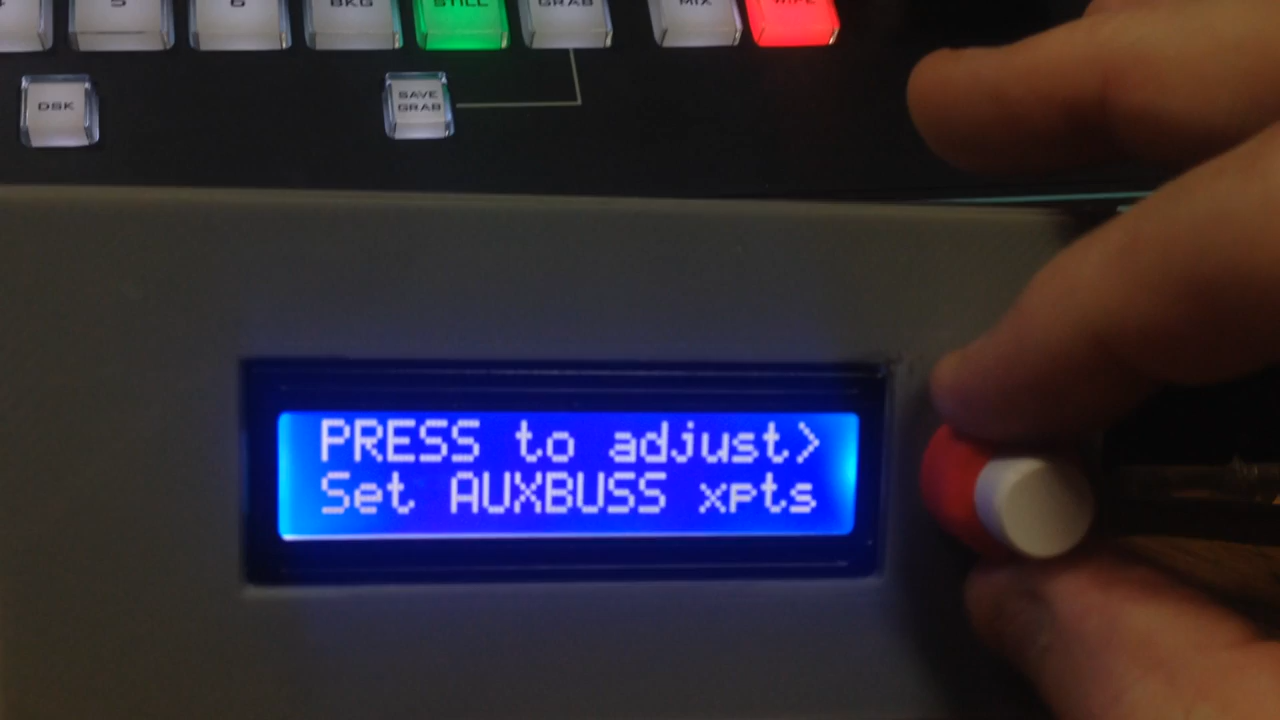 5
6
BKG
STILL
GRAB
MIX
WIPE
DSK
SAVE
GRAB
PRESS to adjust>
Set AUXBUSS xpts